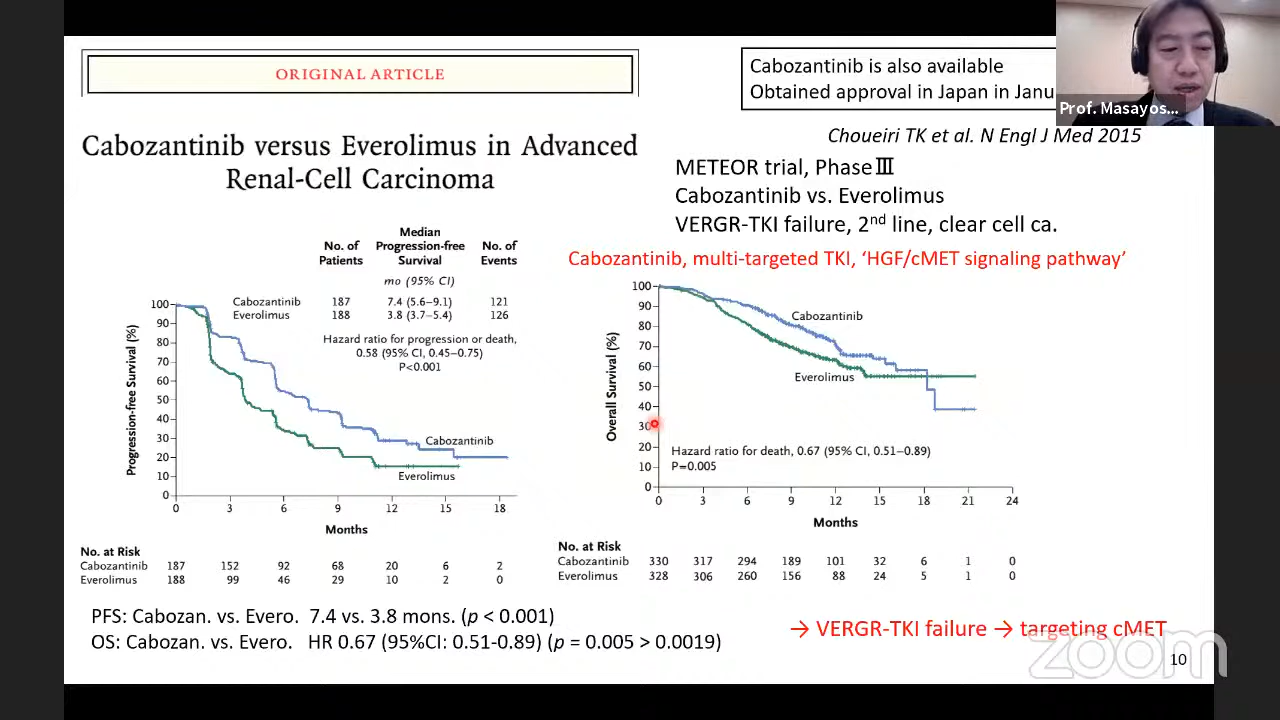 ORIGINAL ARTICLE
Cabozantinib versus Everolimus in Advanced
Renal-Cell Carcinoma
Cabozantinib is also available
Obtained approval in Japan in Janu
Prof. Masayos...
Choueiri TK et al. N Engl J Med 2015
METEOR trial, Phase Ⅲ
Cabozantinib vs. Everolimus
VERGR-TKI failure, 2nd line, clear cell ca.
Cabozantinib, multi-targeted TKI, ‘HGF/cMET signaling pathway’
No. of Patients Median Progression-free Survival No. of Events
mo (95% CI)
Cabozantinib 187 7.4 (5.6–9.1) 121
Everolimus 188 3.8 (3.7–5.4) 126
Hazard ratio for progression or death,
0.58 (95% CI, 0.45–0.75)
P<0.001
Progression-free Survival (%)
100
90
80
70
60
50
40
30
20
10
0
Cabozantinib
Everolimus
0 3 6 9 12 15 18
Months
No. at Risk
Cabozantinib 187 152 92 68 20 6 2
Everolimus 188 99 46 29 10 2 0
Overall Survival (%)
100
90
80
70
60
50
40
30
20
10
0
Cabozantinib
Everolimus
Hazard ratio for death, 0.67 (95% CI, 0.51–0.89)
P=0.005
0 3 6 9 12 15 18 21 24
Months
No. at Risk
Cabozantinib 330 317 294 189 101 32 6 1 0
Everolimus 328 306 260 156 88 24 5 1 0
PFS: Cabozan. vs. Evero. 7.4 vs. 3.8 mons. (p < 0.001)
OS: Cabozan. vs. Evero. HR 0.67 (95%CI: 0.51-0.89) (p = 0.005 > 0.0019)
→ VERGR-TKI failure → targeting cMET
zoom
10